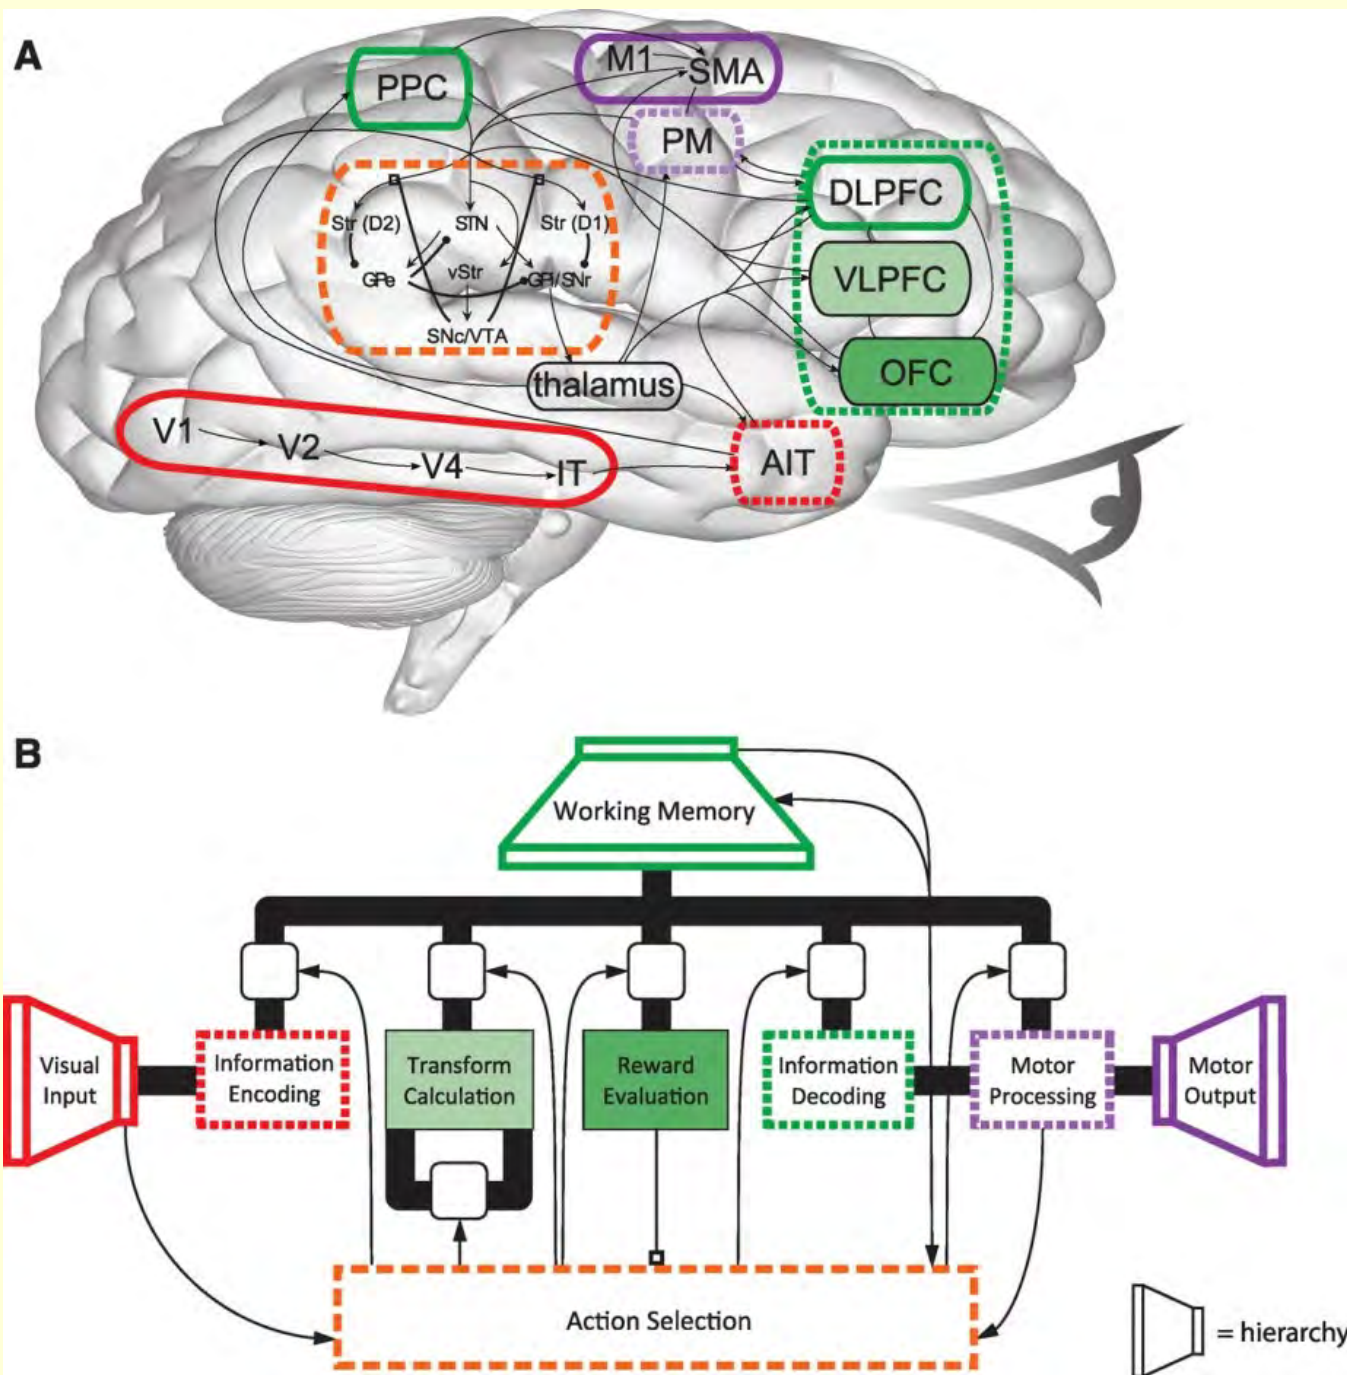 A
PPC
M1
SMA
PM
DLPFC
VLPFC
OFC
Str (D2)
STN
Str (D1)
GPe
vStr
GPi/SNr
SNc/VTA
thalamus
V1
V2
V4
IT
AIT
B
Working Memory
Visual
Input
Information
Encoding
Transform
Calculation
Reward
Evaluation
Information
Decoding
Motor
Processing
Motor
Output
Action Selection
= hierarchy